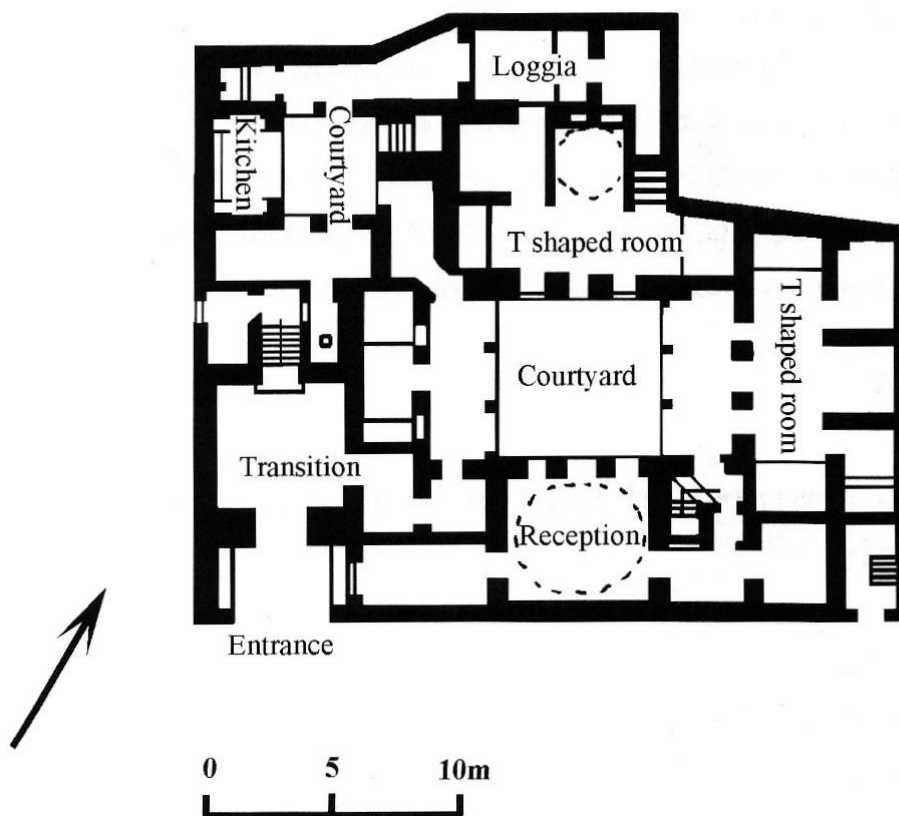 Loggia
Kitchen
Courtyard
T shaped room
T shaped room
Courtyard
Transition
Reception
Entrance
0 5 10m